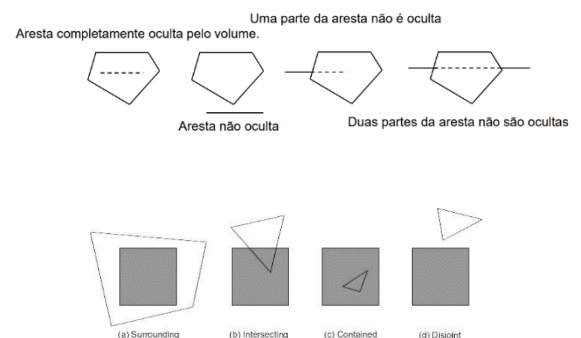 Uma parte da aresta não é oculta
Aresta completamente oculta pelo volume.
Aresta não oculta
Duas partes da aresta não são ocultas
(a) Surrounding
(b) Intersecting
(c) Contained
(d) Disjoint